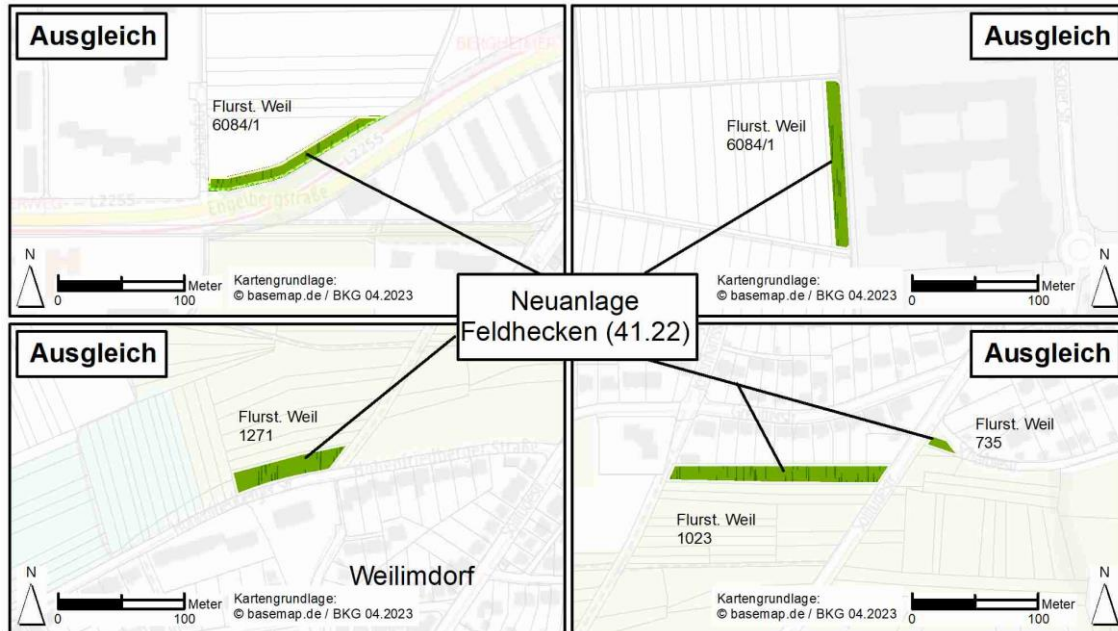 Ausgleich
BERGHEIMER
Flurst. Weil
6084/1
L2255
L2255
Engelbergstraße
N
0
100
Meter
Kartengrundlage:
© basemap.de / BKG 04.2023
Ausgleich
Flurst. Weil
6084/1
N
0
100
Meter
Kartengrundlage:
© basemap.de / BKG 04.2023
Neuanlage
Feldhecken (41.22)
Ausgleich
Flurst. Weil
1271
Weilimdorf
N
0
100
Meter
Kartengrundlage:
© basemap.de / BKG 04.2023
Ausgleich
Flurst. Weil
735
Flurst. Weil
1023
N
0
100
Meter
Kartengrundlage:
© basemap.de / BKG 04.2023